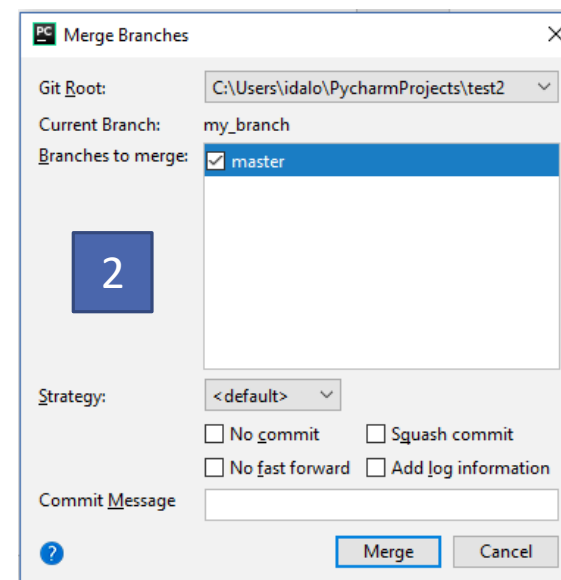 PC Merge Branches
Git Root: C:\Users\idalo\PycharmProjects\test2
Current Branch: my_branch
Branches to merge: master
2
Strategy: <default>
No commit Squash commit
No fast forward Add log information
Commit Message
? Merge Cancel